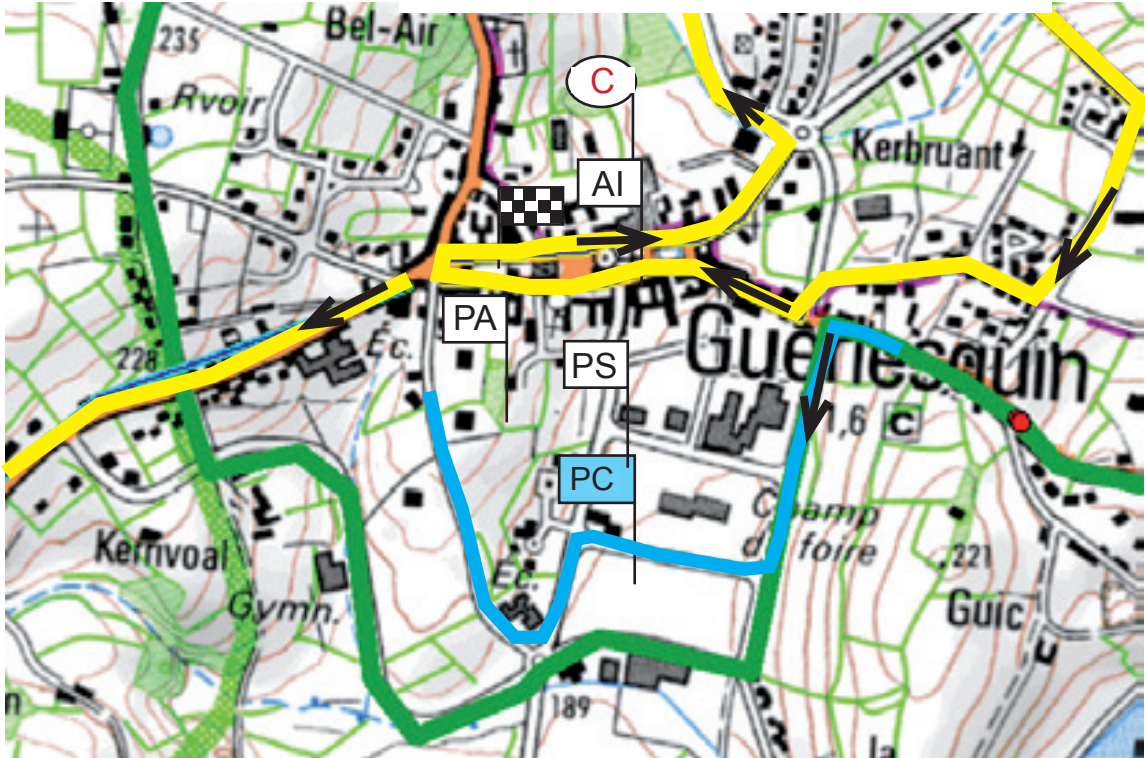 Bel-Air
235
Rvoir
C
AI
Kerbruant
PA
Éc.
228
PS
Guerlesquin
1,6 C
PC
Champ
de foire
Kernvoal
Éc.
221
Gymn.
Guic
189